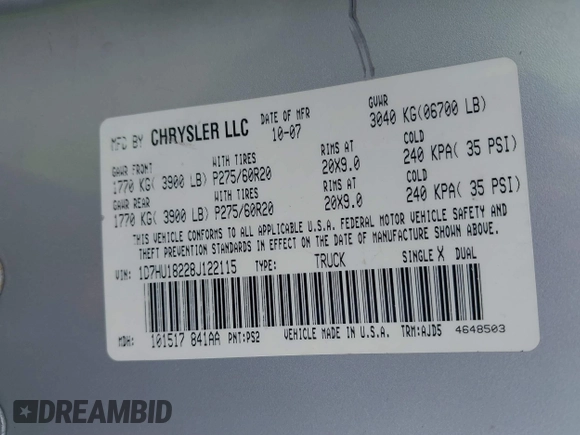 MFD BY CHRYSLER LLC DATE OF MFR 10-07 GVWR 3040 KG(06700 LB)
GAWR FRONT WITH TIRES RIMS AT COLD
1770 KG( 3900 LB) P275/60R20 20X9.0 240 KPA( 35 PSI)
GAWR REAR WITH TIRES RIMS AT COLD
1770 KG( 3900 LB) P275/60R20 20X9.0 240 KPA( 35 PSI)
THIS VEHICLE CONFORMS TO ALL APPLICABLE U.S.A. FEDERAL MOTOR VEHICLE SAFETY AND
THEFT PREVENTION STANDARDS IN EFFECT ON THE DATE OF MANUFACTURE SHOWN ABOVE.
VIN: 1D7HU18228J122115 TYPE: TRUCK SINGLE X DUAL
MDH: 101517 841AA PNT:PS2 VEHICLE MADE IN U.S.A. TRM:AJD5 4648503
DREAMBID